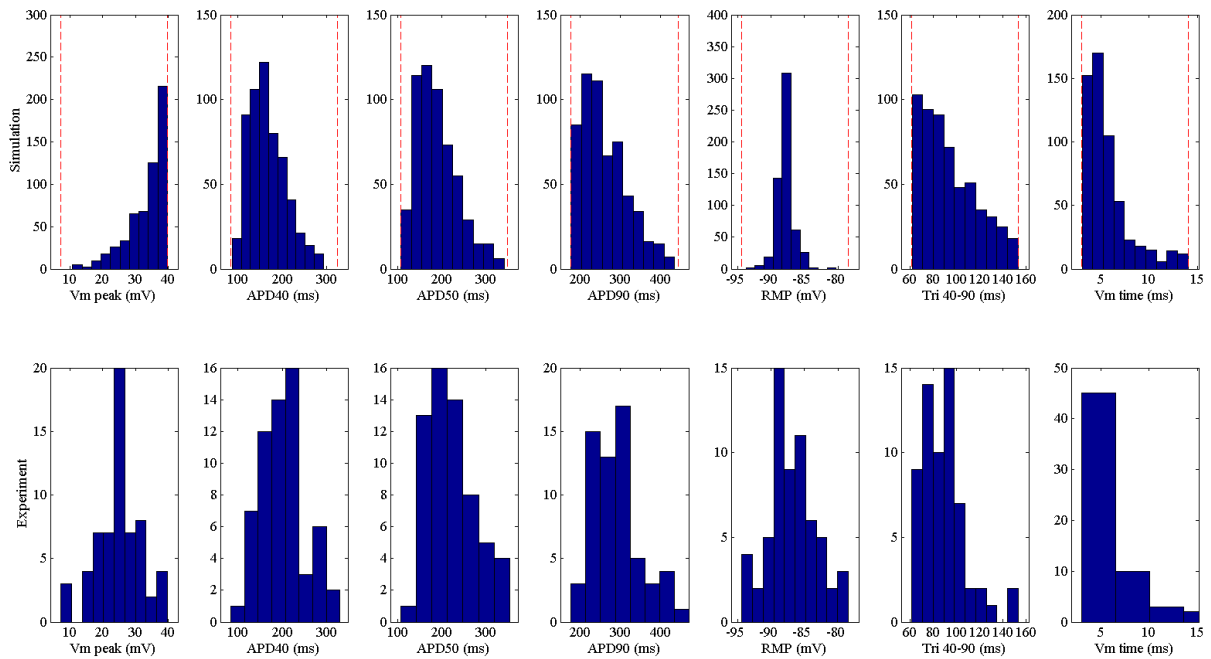 300
250
200
150
100
50
0
Simulation
10 20 30 40
Vm peak (mV)
150
100
50
0
100 200 300
APD40 (ms)
150
100
50
0
100 200 300
APD50 (ms)
150
100
50
0
200 300 400
APD90 (ms)
400
350
300
250
200
150
100
50
0
-95 -90 -85 -80
RMP (mV)
150
100
50
0
60 80 100 120 140 160
Tri 40-90 (ms)
200
150
100
50
0
5 10 15
Vm time (ms)
20
15
10
5
0
Experiment
10 20 30 40
Vm peak (mV)
16
14
12
10
8
6
4
2
0
100 200 300
APD40 (ms)
16
14
12
10
8
6
4
2
0
100 200 300
APD50 (ms)
20
15
10
5
0
200 300 400
APD90 (ms)
15
10
5
0
-95 -90 -85 -80
RMP (mV)
15
10
5
0
60 80 100 120 140 160
Tri 40-90 (ms)
50
40
30
20
10
0
5 10 15
Vm time (ms)